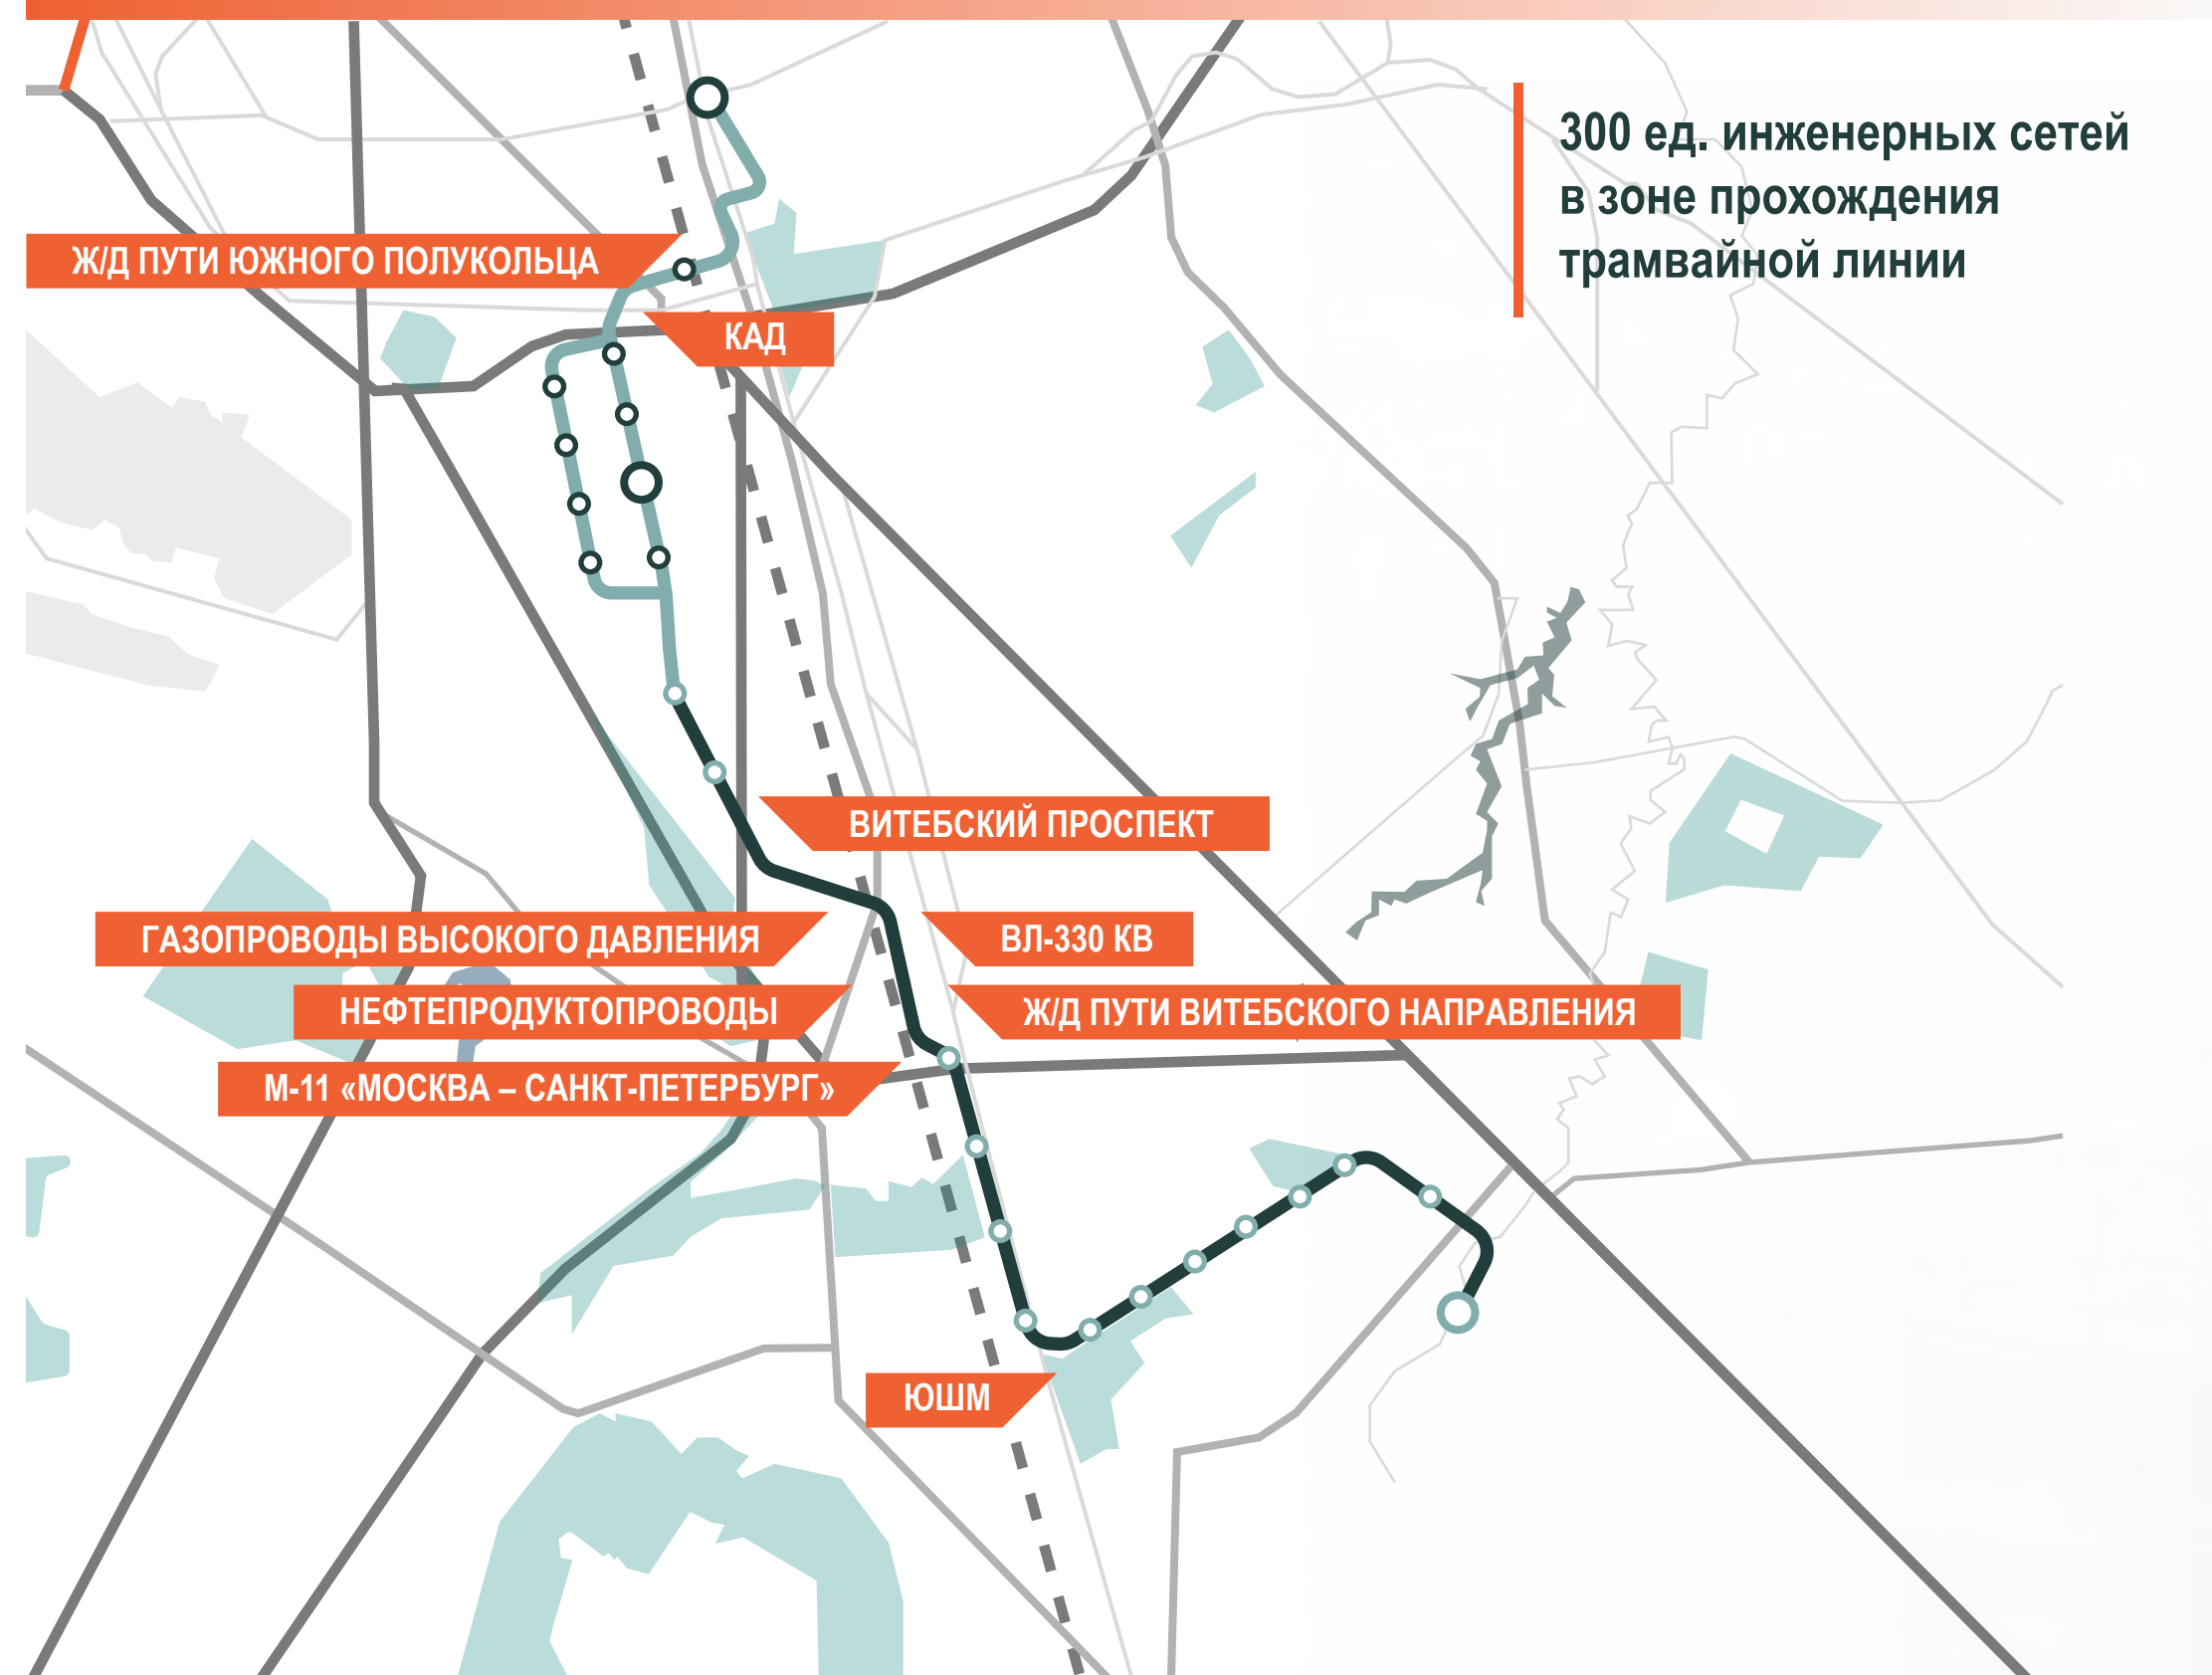 300 ед. инженерных сетей
в зоне прохождения
трамвайной линии
Ж/Д ПУТИ ЮЖНОГО ПОЛУКОЛЬЦА
КАД
ВИТЕБСКИЙ ПРОСПЕКТ
ГАЗОПРОВОДЫ ВЫСОКОГО ДАВЛЕНИЯ
ВЛ-330 КВ
НЕФТЕПРОДУКТОПРОВОДЫ
Ж/Д ПУТИ ВИТЕБСКОГО НАПРАВЛЕНИЯ
М-11 «МОСКВА – САНКТ-ПЕТЕРБУРГ»
ЮШМ